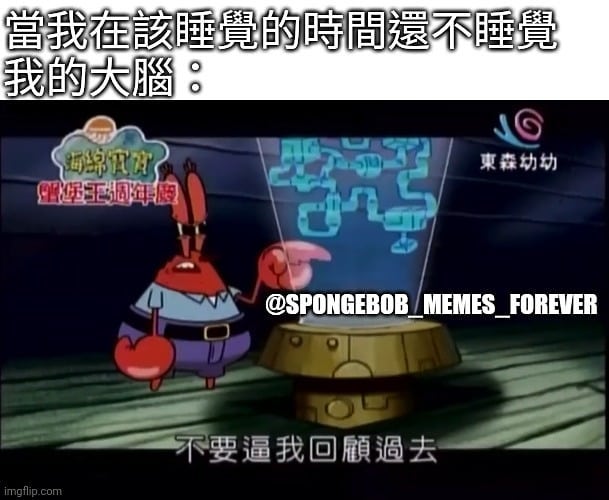 當我在該睡覺的時間還不睡覺
我的大腦：
海綿寶寶
蟹堡王週年慶
東森幼幼
@SPONGEBOB_MEMES_FOREVER
不要逼我回顧過去
imgflip.com